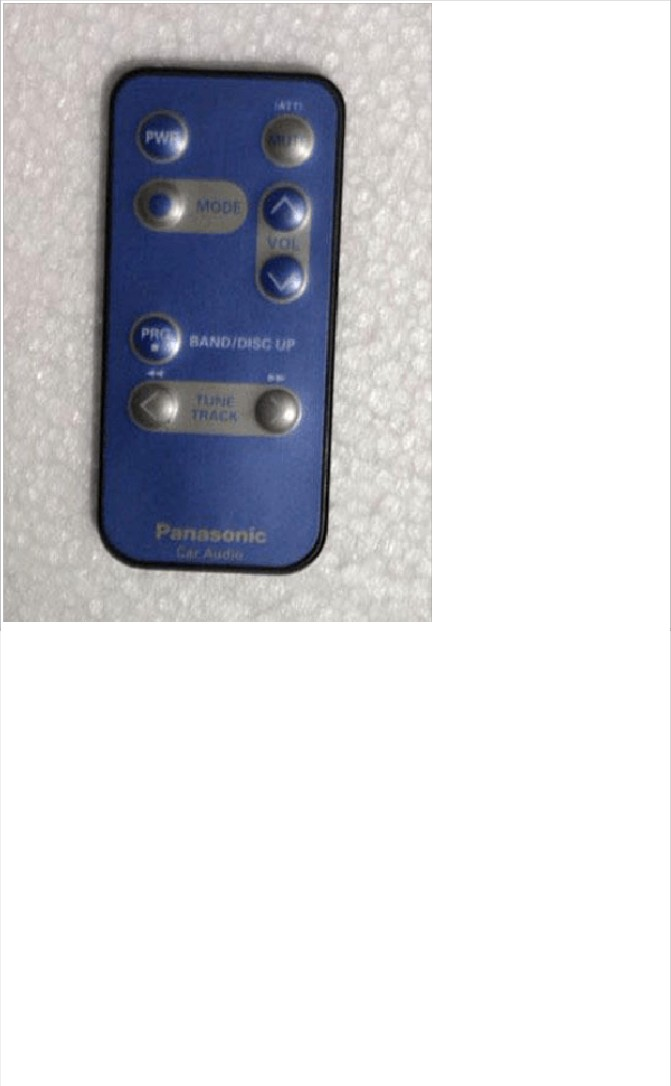 (ATT)
PWR
MUTE
MODE
VOL
PRG
BAND/DISC UP
TUNE
TRACK
Panasonic
Car Audio